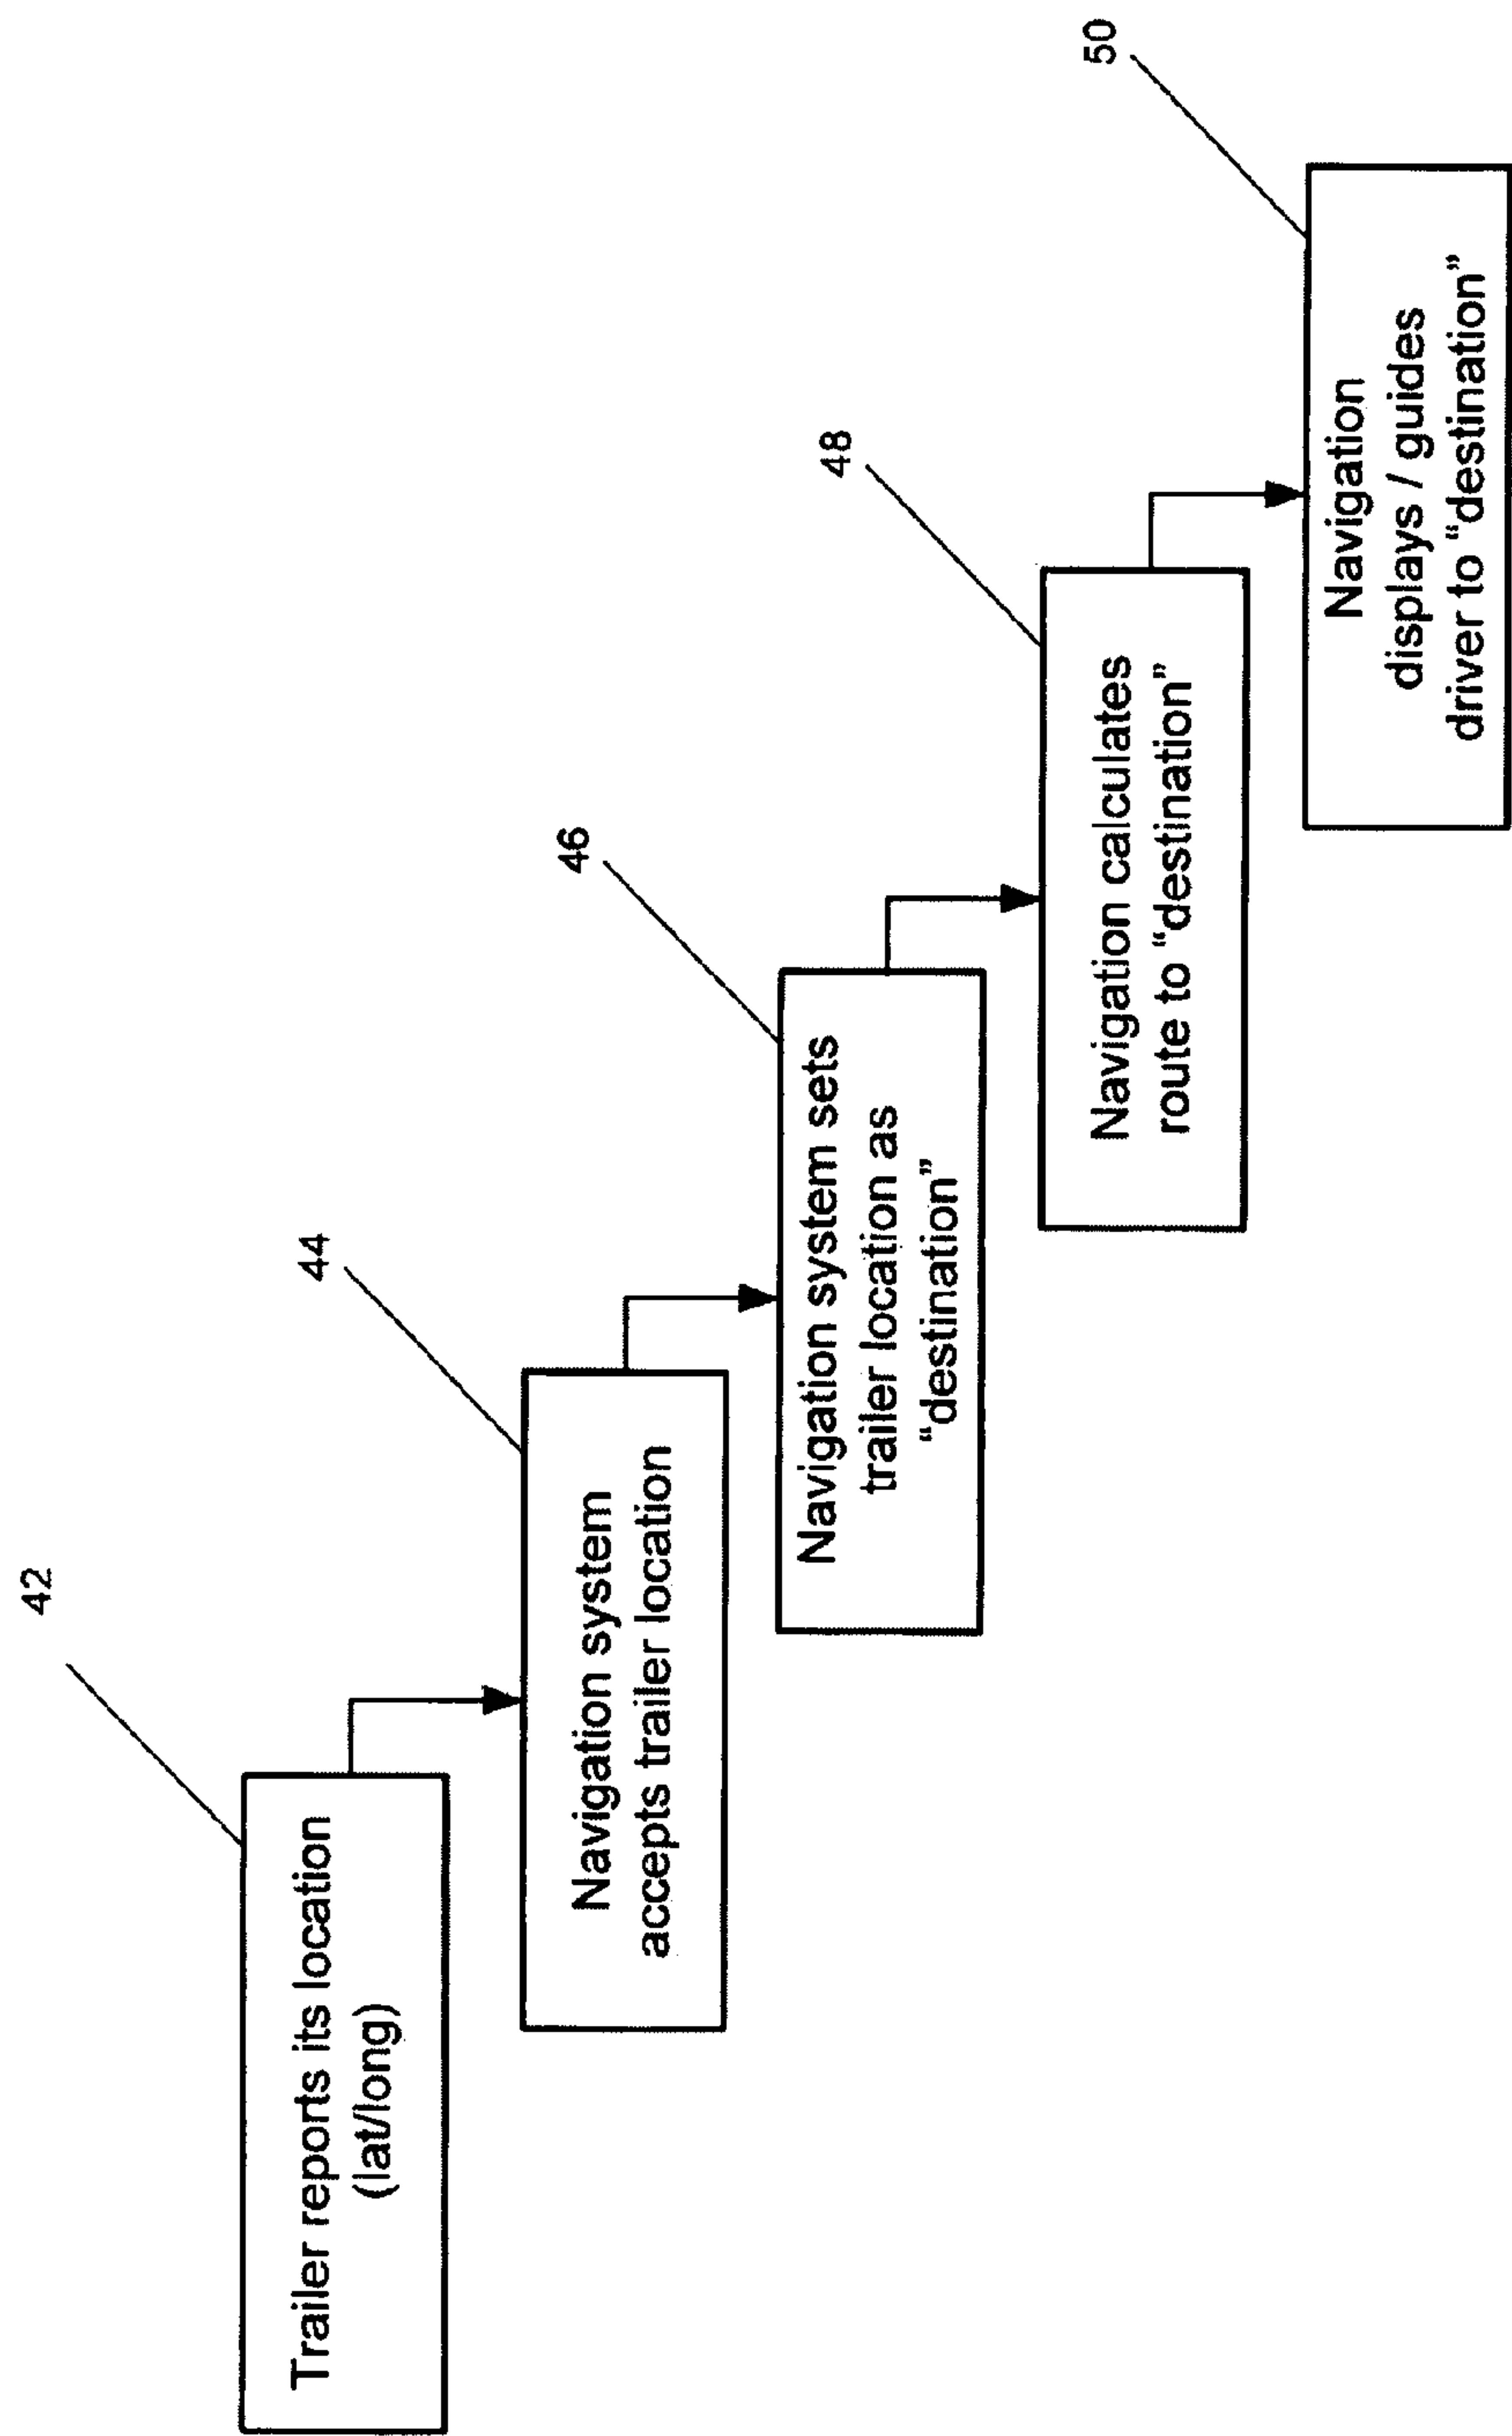 42
Trailer reports its location
(lat/long)
44
Navigation system
accepts trailer location
46
Navigation system sets
trailer location as
“destination”
48
Navigation calculates
route to “destination”
50
Navigation
displays / guides
driver to “destination”